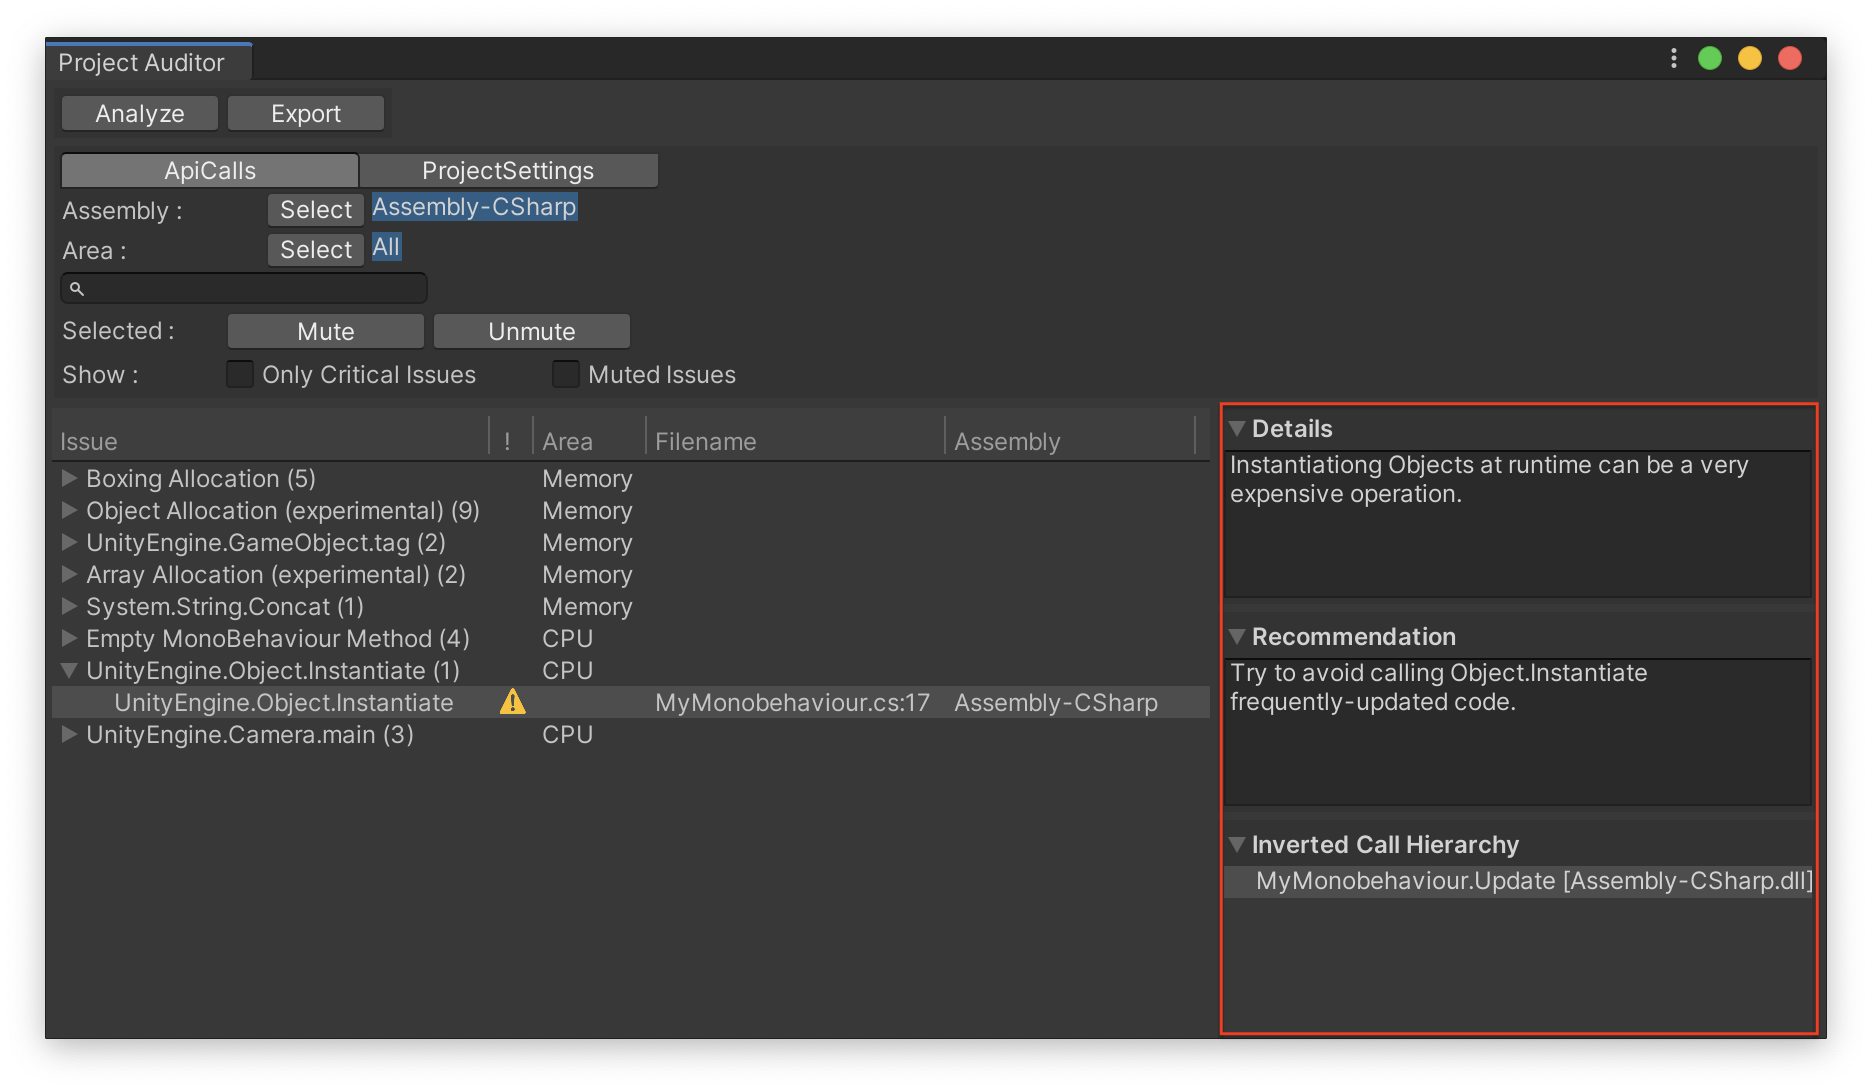 Project Auditor
Analyze Export
ApiCalls ProjectSettings
Assembly : Select Assembly-CSharp
Area : Select All
Selected : Mute Unmute
Show : Only Critical Issues Muted Issues
Issue ! Area Filename Assembly
Boxing Allocation (5) Memory
Object Allocation (experimental) (9) Memory
UnityEngine.GameObject.tag (2) Memory
Array Allocation (experimental) (2) Memory
System.String.Concat (1) Memory
Empty MonoBehaviour Method (4) CPU
UnityEngine.Object.Instantiate (1) CPU
UnityEngine.Object.Instantiate MyMonobehaviour.cs:17 Assembly-CSharp
UnityEngine.Camera.main (3) CPU
Details
Instantiationg Objects at runtime can be a very
expensive operation.
Recommendation
Try to avoid calling Object.Instantiate
frequently-updated code.
Inverted Call Hierarchy
MyMonobehaviour.Update [Assembly-CSharp.dll]